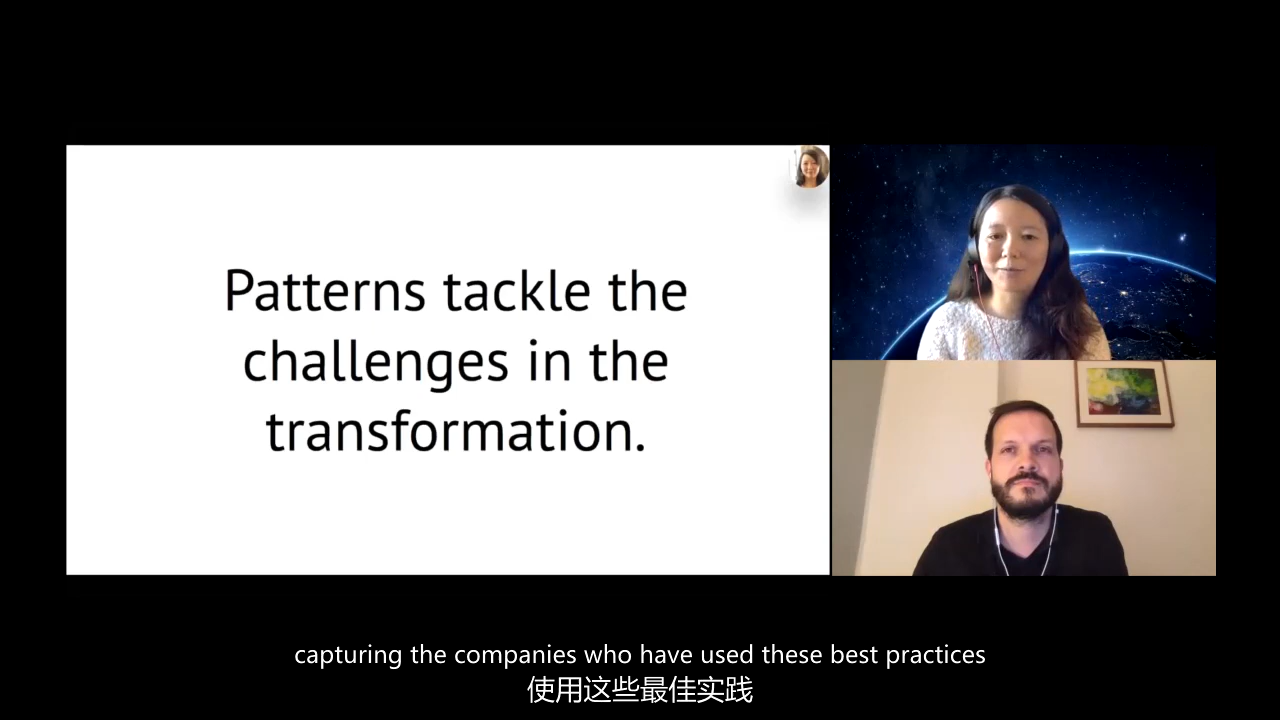 Patterns tackle the
challenges in the
transformation.
capturing the companies who have used these best practices
使用这些最佳实践